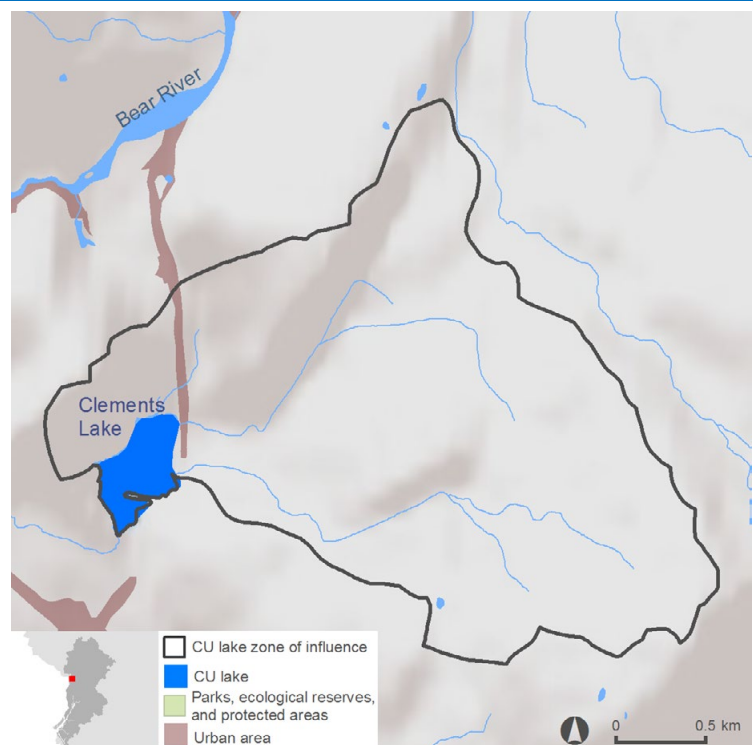 Bear River
Clements
Lake
CU lake zone of influence
CU lake
Parks, ecological reserves,
and protected areas
Urban area
0 0.5 km